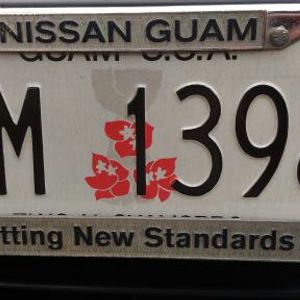 NISSAN GUAM
GUAM U.S.A.
M 139
tting New Standards